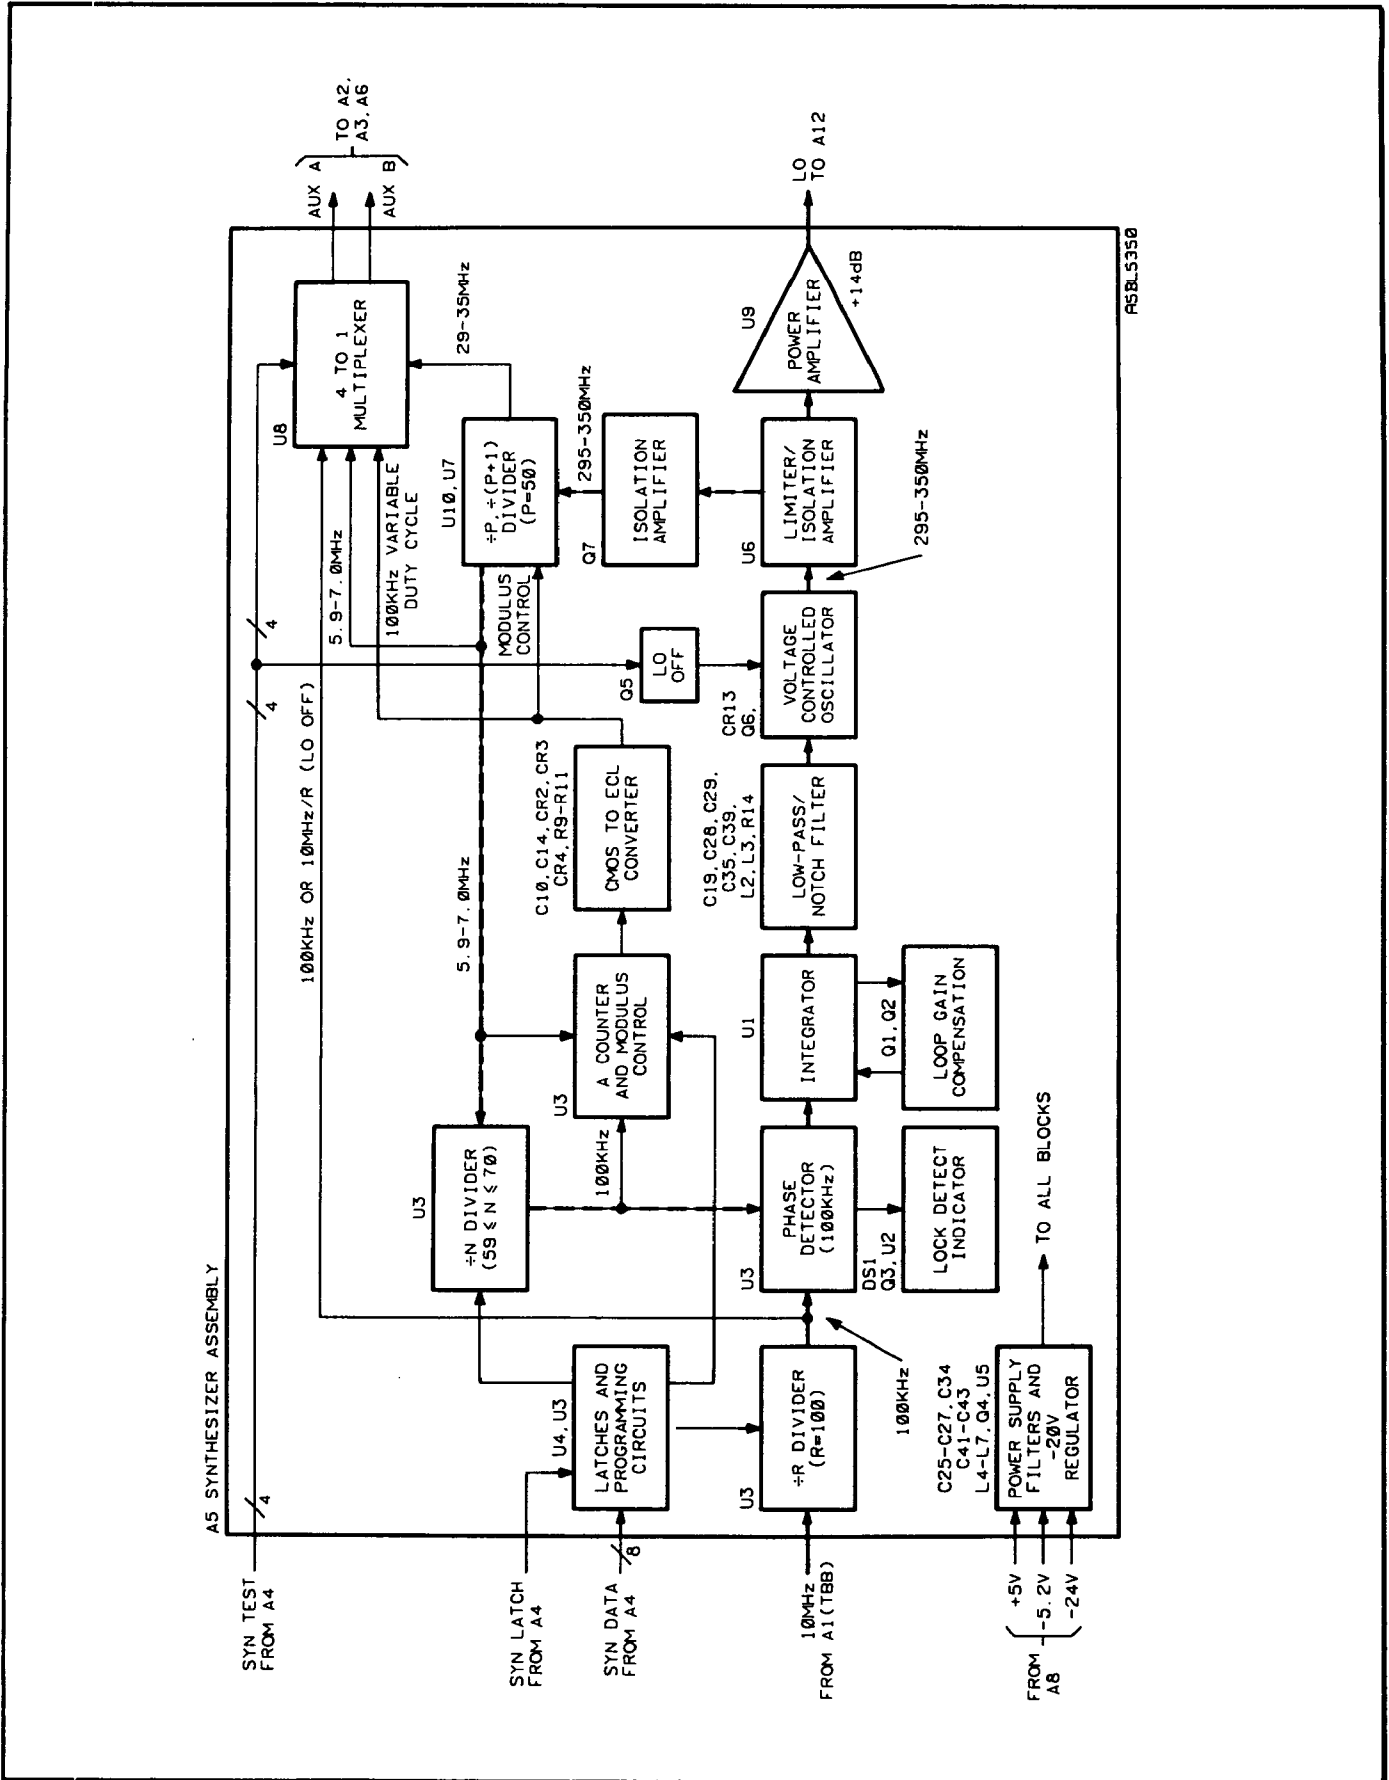 A5 SYNTHESIZER ASSEMBLY
SYN TEST
FROM A4
4
4
4
100KHz OR 10MHz/R (LO OFF)
5.9-7.0MHz
100KHz VARIABLE
DUTY CYCLE
U8
4 TO 1
MULTIPLEXER
AUX A
AUX B
TO A2,
A3, A6
29-35MHz
U3
÷N DIVIDER
(59 ≤ N ≤ 70)
5.9-7.0MHz
MODULUS
CONTROL
U10, U7
÷P, ÷(P+1)
DIVIDER
(P=50)
SYN LATCH
FROM A4
SYN DATA
FROM A4
8
U4, U3
LATCHES AND
PROGRAMMING
CIRCUITS
100KHz
U3
A COUNTER
AND MODULUS
CONTROL
C10, C14, CR2, CR3
CR4, R9-R11
CMOS TO ECL
CONVERTER
Q5
LO
OFF
295-350MHz
Q7
ISOLATION
AMPLIFIER
10MHz
FROM A1(TBB)
U3
÷R DIVIDER
(R=100)
100KHz
U3
PHASE
DETECTOR
(100KHz)
U1
INTEGRATOR
C19, C28, C29,
C35, C39,
L2, L3, R14
LOW-PASS/
NOTCH FILTER
CR13
Q6,
VOLTAGE
CONTROLLED
OSCILLATOR
295-350MHz
U6
LIMITER/
ISOLATION
AMPLIFIER
U9
POWER
AMPLIFIER
+14dB
LO
TO A12
DS1
Q3, U2
LOCK DETECT
INDICATOR
Q1, Q2
LOOP GAIN
COMPENSATION
FROM
A8
+5V
-5.2V
-24V
C25-C27, C34
C41-C43
L4-L7, Q4, U5
POWER SUPPLY
FILTERS AND
-20V
REGULATOR
TO ALL BLOCKS
A5BL5350